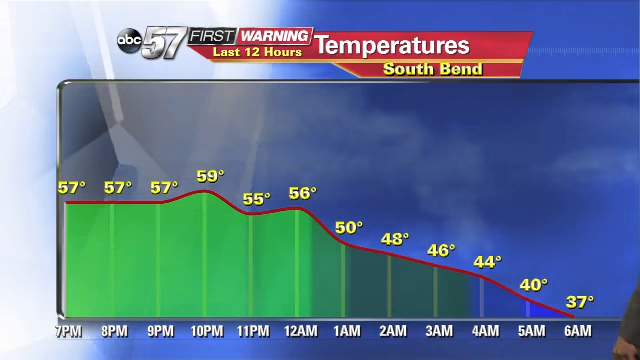 abc 57 FIRST WARNING
Last 12 Hours Temperatures
South Bend
57° 57° 57° 59° 55° 56° 50° 48° 46° 44° 40° 37°
7PM 8PM 9PM 10PM 11PM 12AM 1AM 2AM 3AM 4AM 5AM 6AM